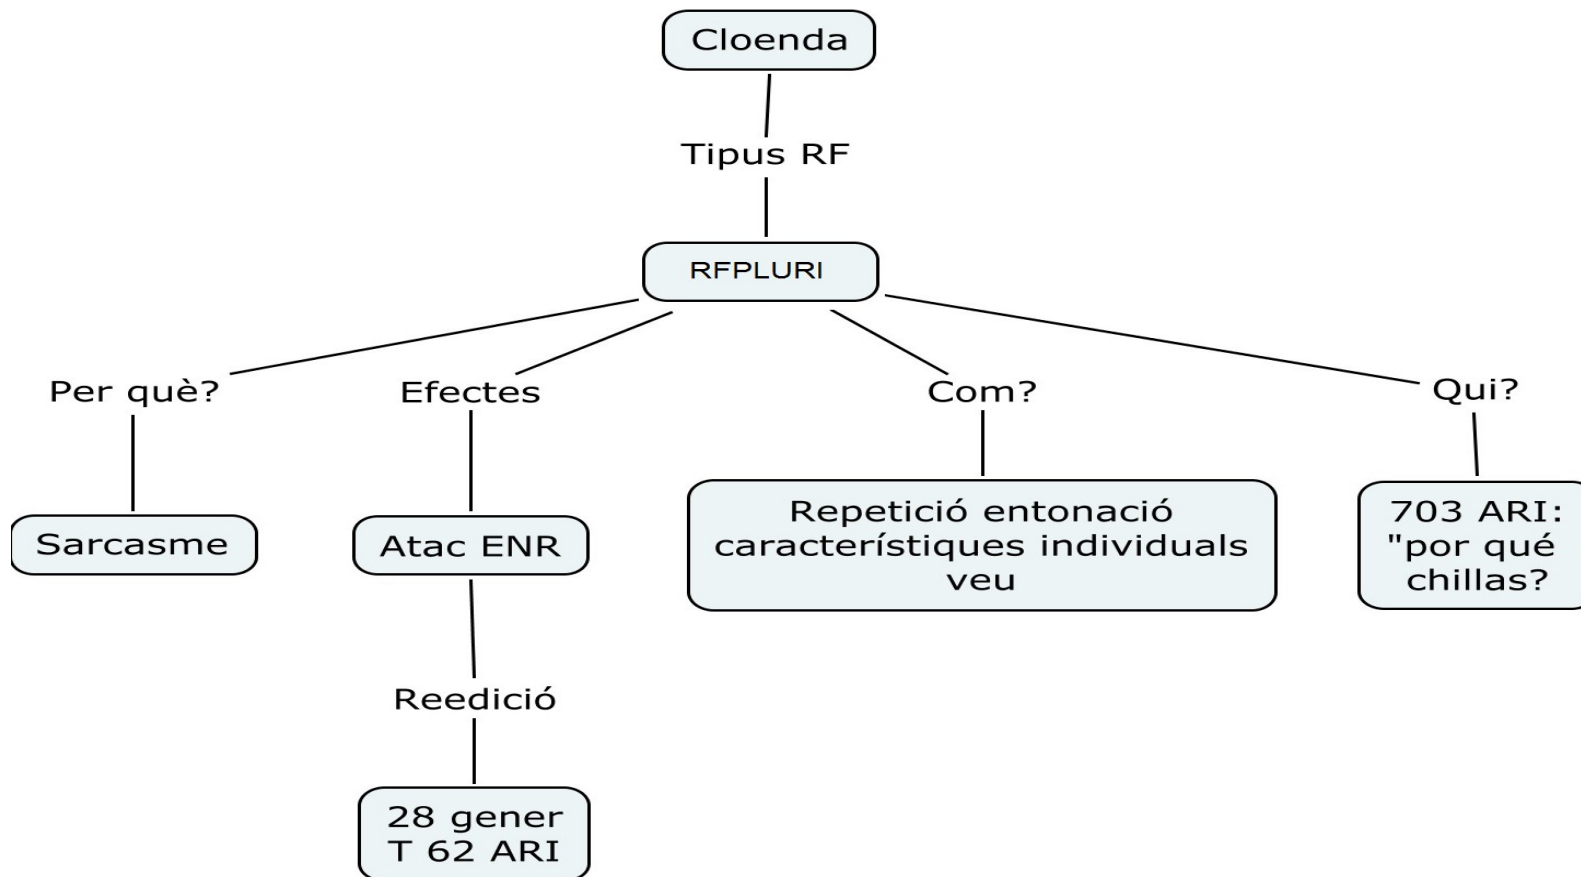 Cloenda
Tipus RF
RFPLURI
Per què?
Efectes
Com?
Qui?
Sarcasme
Atac ENR
Repetició entonació
característiques individuals
veu
703 ARI:
"por qué
chillas?
Reedició
28 gener
T 62 ARI